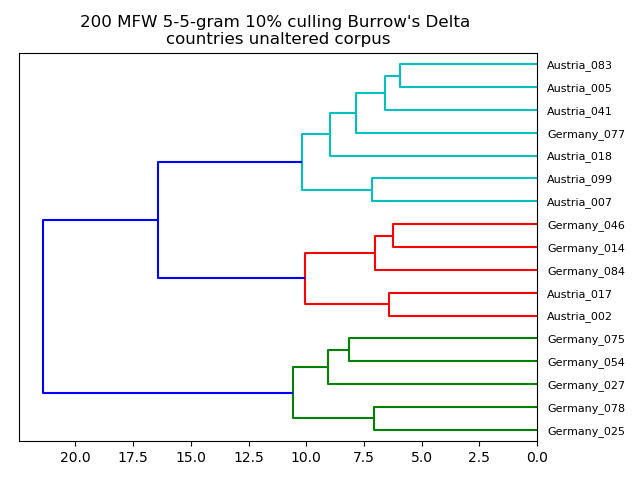 200 MFW 5-5-gram 10% culling Burrow's Delta
countries unaltered corpus
Austria_083
Austria_005
Austria_041
Germany_077
Austria_018
Austria_099
Austria_007
Germany_046
Germany_014
Germany_084
Austria_017
Austria_002
Germany_075
Germany_054
Germany_027
Germany_078
Germany_025
20.0 17.5 15.0 12.5 10.0 7.5 5.0 2.5 0.0